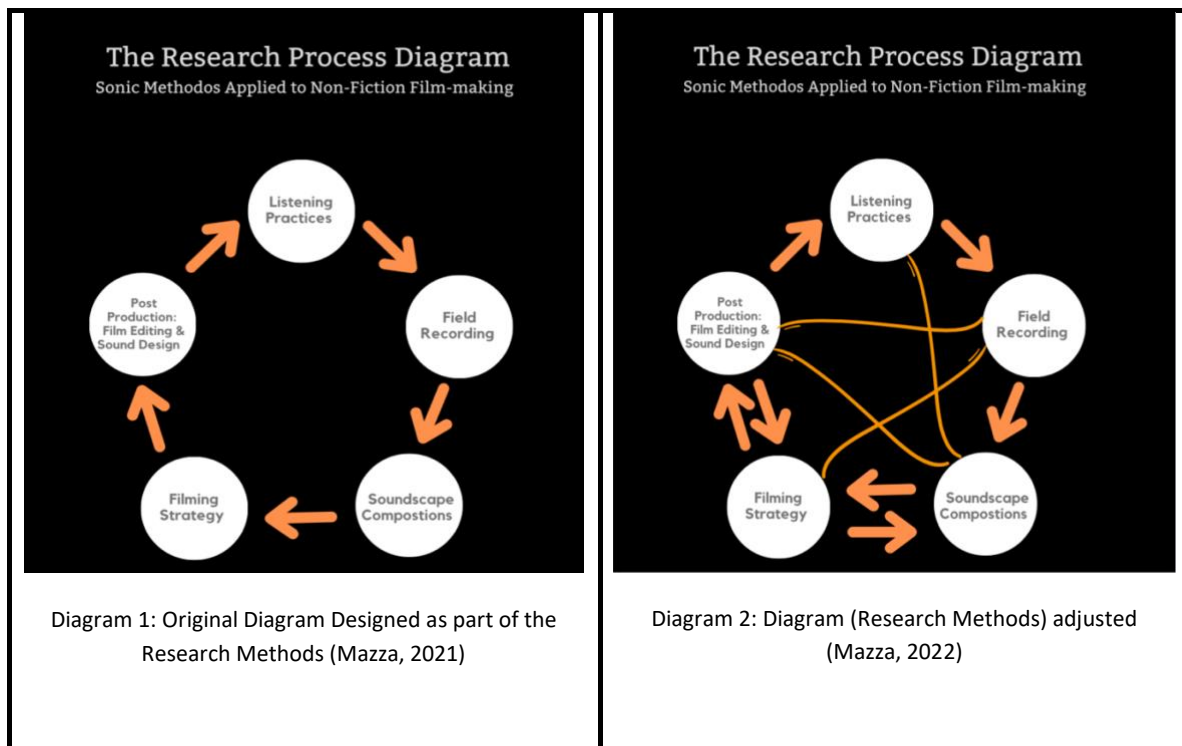 The Research Process Diagram
Sonic Methodos Applied to Non-Fiction Film-making
Listening
Practices
Field
Recording
Soundscape
Compostions
Filming
Strategy
Post
Production:
Film Editing &
Sound Design
Diagram 1: Original Diagram Designed as part of the
Research Methods (Mazza, 2021)
The Research Process Diagram
Sonic Methodos Applied to Non-Fiction Film-making
Listening
Practices
Field
Recording
Soundscape
Compostions
Filming
Strategy
Post
Production:
Film Editing &
Sound Design
Diagram 2: Diagram (Research Methods) adjusted
(Mazza, 2022)